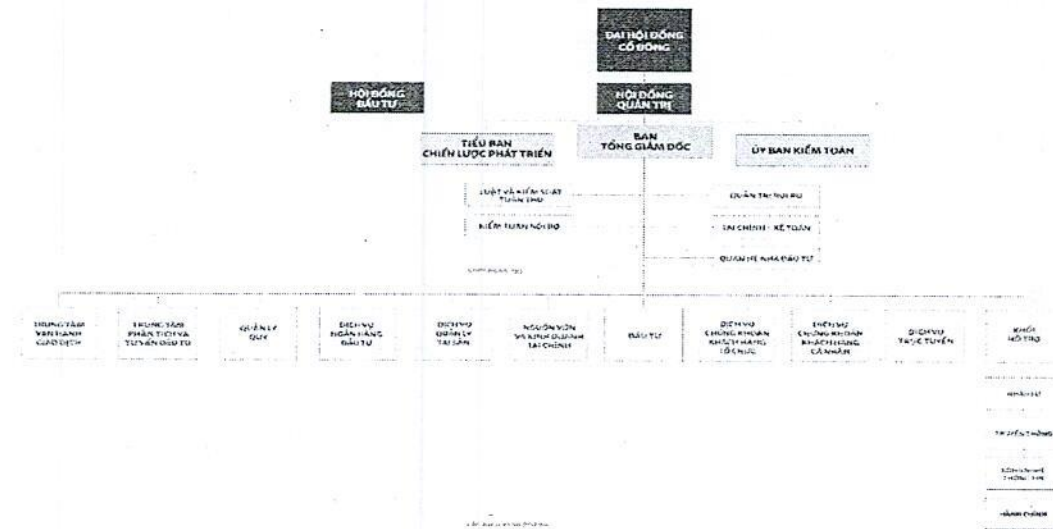 ĐẠI HỘI ĐỒNG
CỔ ĐÔNG
HỘI ĐỒNG
ĐẦU TƯ
HỘI ĐỒNG
QUẢN TRỊ
TIỂU BAN
CHIẾN LƯỢC PHÁT TRIỂN
BAN
TỔNG GIÁM ĐỐC
ỦY BAN KIỂM TOÁN
LUẬT VÀ KIỂM SOÁT
TUÂN THỦ
QUẢN TRỊ NỘI BỘ
KIỂM TOÁN NỘI BỘ
TÀI CHÍNH - KẾ TOÁN
QUAN HỆ NHÀ ĐẦU TƯ
TRUNG TÂM
VẬN HÀNH
GIAO DỊCH
TRUNG TÂM
PHÂN TÍCH VÀ
TƯ VẤN ĐẦU TƯ
QUẢN LÝ
QUỸ
DỊCH VỤ
NGÂN HÀNG
ĐẦU TƯ
DỊCH VỤ
QUẢN LÝ
TÀI SẢN
NGUỒN VỐN
VÀ KINH DOANH
TÀI CHÍNH
ĐẦU TƯ
DỊCH VỤ
CHỨNG KHOÁN
KHÁCH HÀNG
TỔ CHỨC
DỊCH VỤ
CHỨNG KHOÁN
KHÁCH HÀNG
CÁ NHÂN
DỊCH VỤ
TRỰC TUYẾN
KHỐI
HỖ TRỢ
NHÂN SỰ
TRUYỀN THÔNG
CÔNG NGHỆ
THÔNG TIN
HÀNH CHÍNH